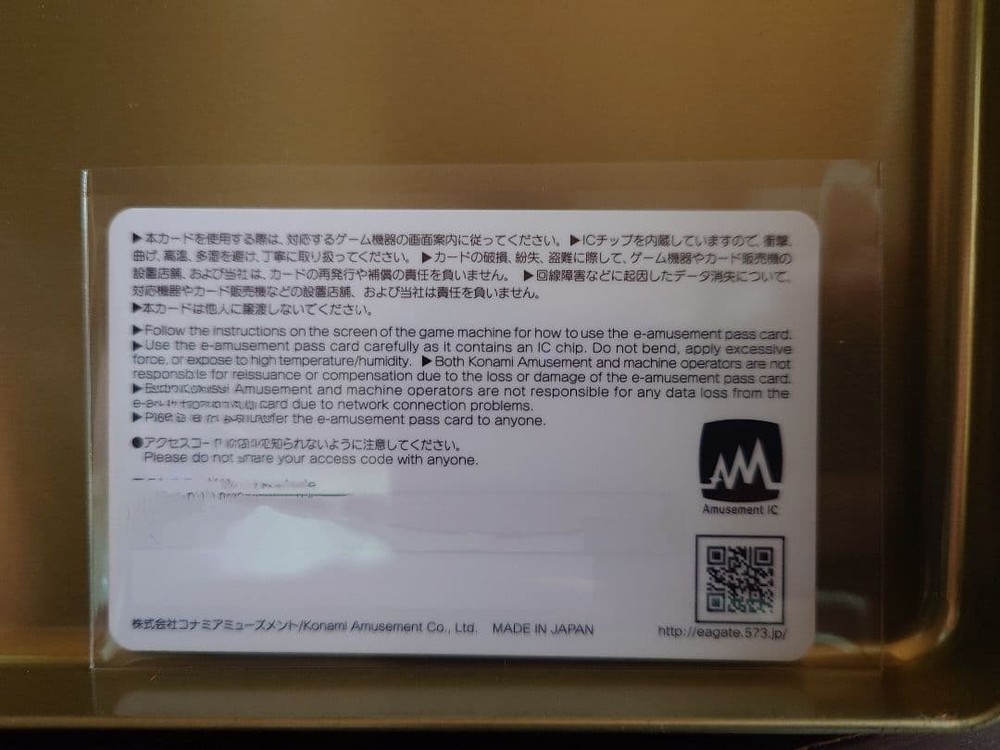 ▶本カードを使用する際は、対応するゲーム機器の画面案内に従ってください。 ▶ICチップを内蔵していますので、衝撃、
曲げ、高温、多湿を避け、丁寧に取り扱ってください。 ▶カードの破損、紛失、盗難に際して、ゲーム機器やカード販売機の
設置店舗、および当社は、カードの再発行や補償の責任を負いません。 ▶回線障害などに起因したデータ消失について、
対応機器やカード販売機などの設置店舗、および当社は責任を負いません。
▶本カードは他人に譲渡しないでください。
▶Follow the instructions on the screen of the game machine for how to use the e-amusement pass card.
▶Use the e-amusement pass card carefully as it contains an IC chip. Do not bend, apply excessive
force, or expose to high temperature/humidity. ▶Both Konami Amusement and machine operators are not
responsible for reissuance or compensation due to the loss or damage of the e-amusement pass card.
▶ Amusement and machine operators are not responsible for any data loss from the
card due to network connection problems.
▶ the e-amusement pass card to anyone.
●アクセスコード 知られないように注意してください。
Please do not share your access code with anyone.
Amusement IC
株式会社コナミアミューズメント/Konami Amusement Co., Ltd. MADE IN JAPAN
http://eagate.573.jp/